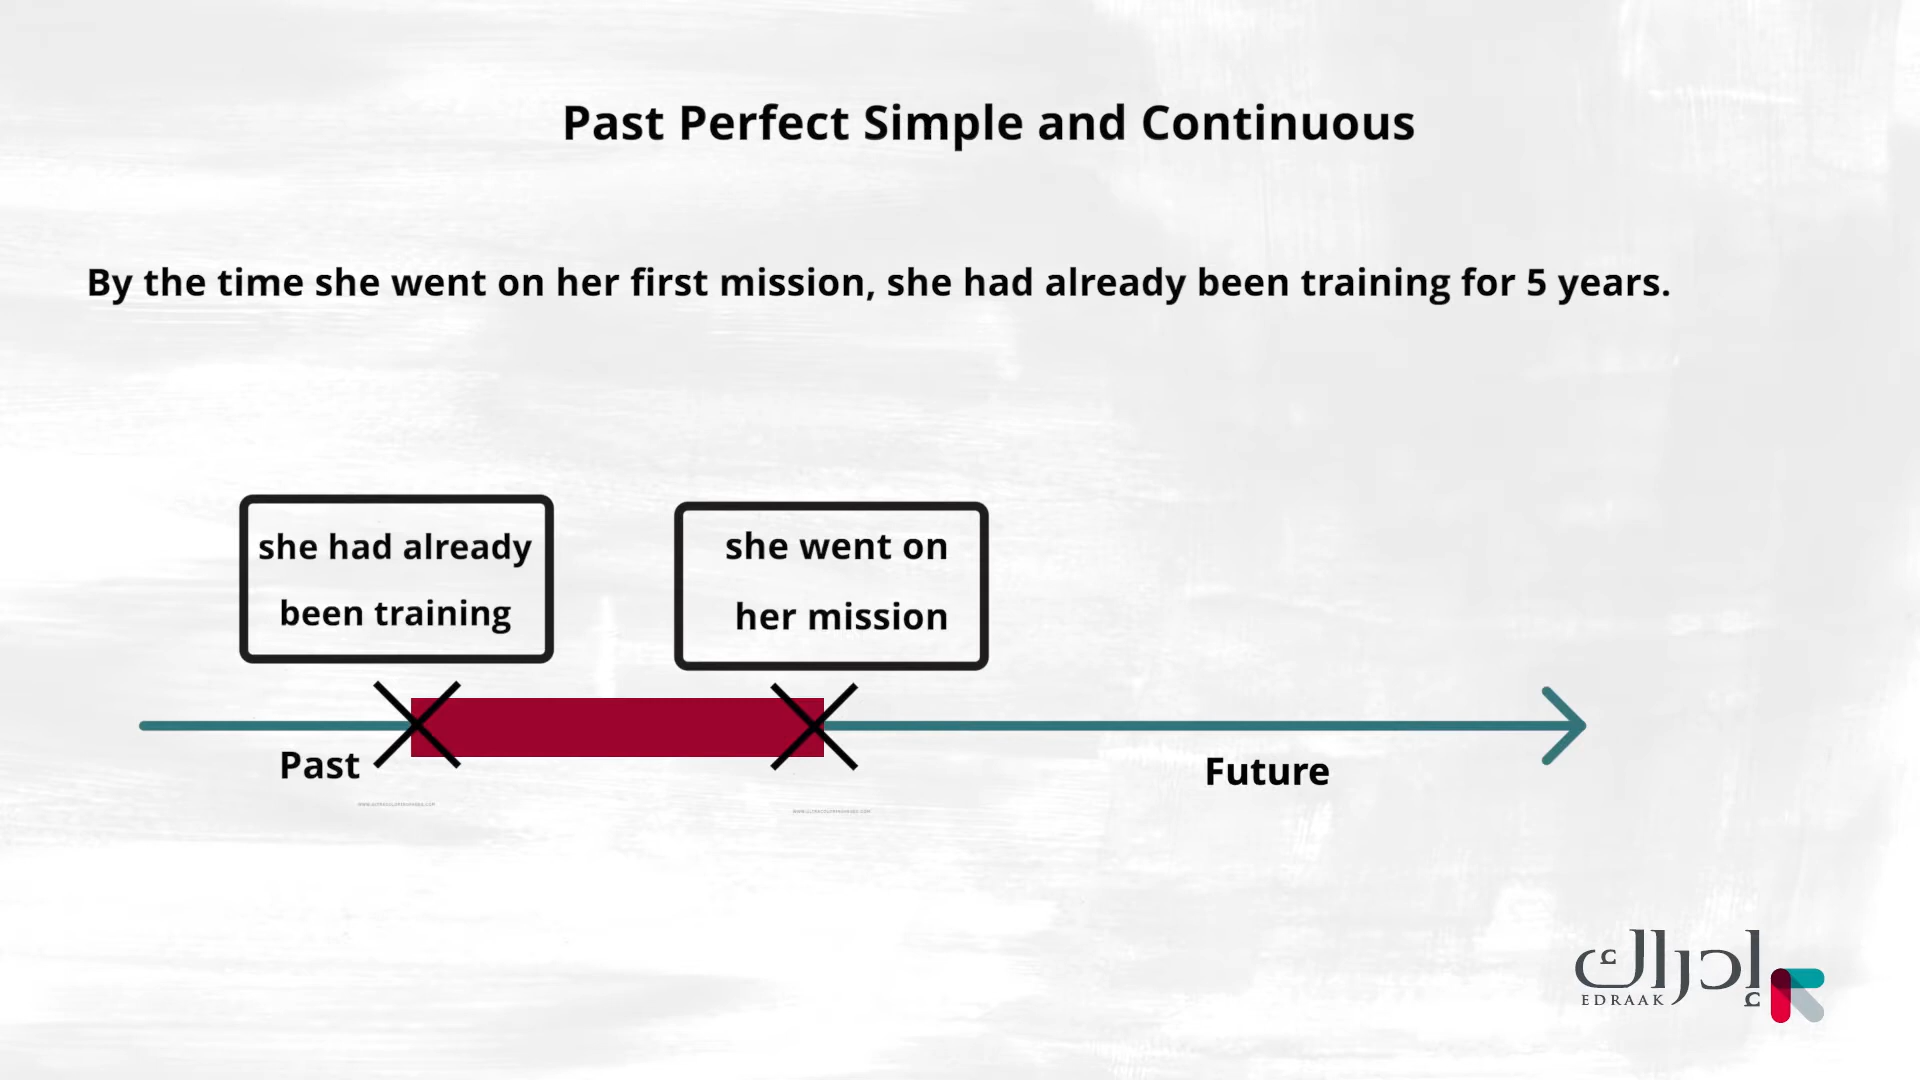 Past Perfect Simple and Continuous
By the time she went on her first mission, she had already been training for 5 years.
she had already
been training
she went on
her mission
Past
Future
إدراك
EDRAAK